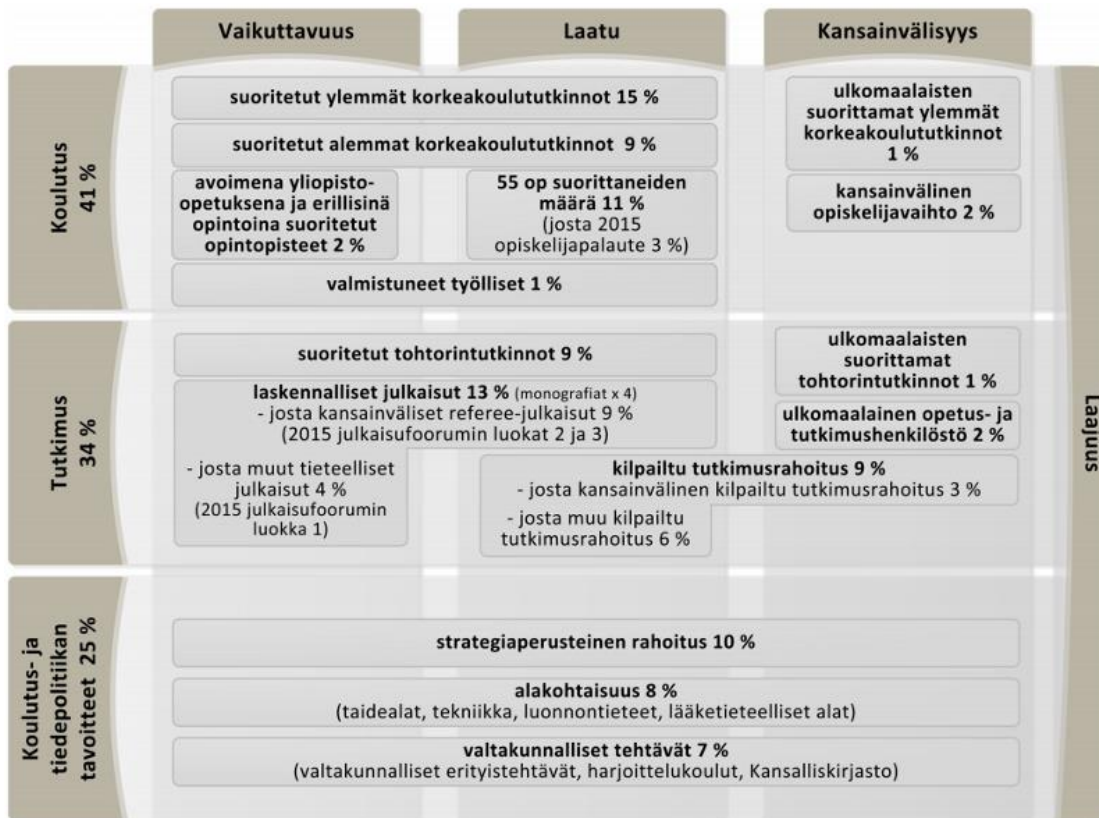 Vaikuttavuus
Laatu
Kansainvälisyys
Koulutus
41 %
suoritetut ylemmät korkeakoulututkinnot 15 %
suoritetut alemmat korkeakoulututkinnot 9 %
avoimena yliopisto-
opetuksena ja erillisinä
opintoina suoritetut
opintopisteet 2 %
55 op suorittaneiden
määrä 11 %
(josta 2015
opiskelijapalaute 3 %)
valmistuneet työlliset 1 %
ulkomaalaisten
suorittamat ylemmät
korkeakoulututkinnot
1 %
kansainvälinen
opiskelijavaihto 2 %
Tutkimus
34 %
suoritetut tohtorintutkinnot 9 %
laskennalliset julkaisut 13 % (monografiat x 4)
- josta kansainväliset referee-julkaisut 9 %
(2015 julkaisufoorumin luokat 2 ja 3)
- josta muut tieteelliset
julkaisut 4 %
(2015 julkaisufoorumin
luokka 1)
ulkomaalaisten
suorittamat
tohtorintutkinnot 1 %
ulkomaalainen opetus- ja
tutkimushenkilöstö 2 %
kilpailtu tutkimusrahoitus 9 %
- josta kansainvälinen kilpailtu tutkimusrahoitus 3 %
- josta muu kilpailtu
tutkimusrahoitus 6 %
Koulutus- ja
tiedepolitiikan
tavoitteet 25 %
strategiaperusteinen rahoitus 10 %
alakohtaisuus 8 %
(taidealat, tekniikka, luonnontieteet, lääketieteelliset alat)
valtakunnalliset tehtävät 7 %
(valtakunnalliset erityistehtävät, harjoittelukoulut, Kansalliskirjasto)
Laajuus